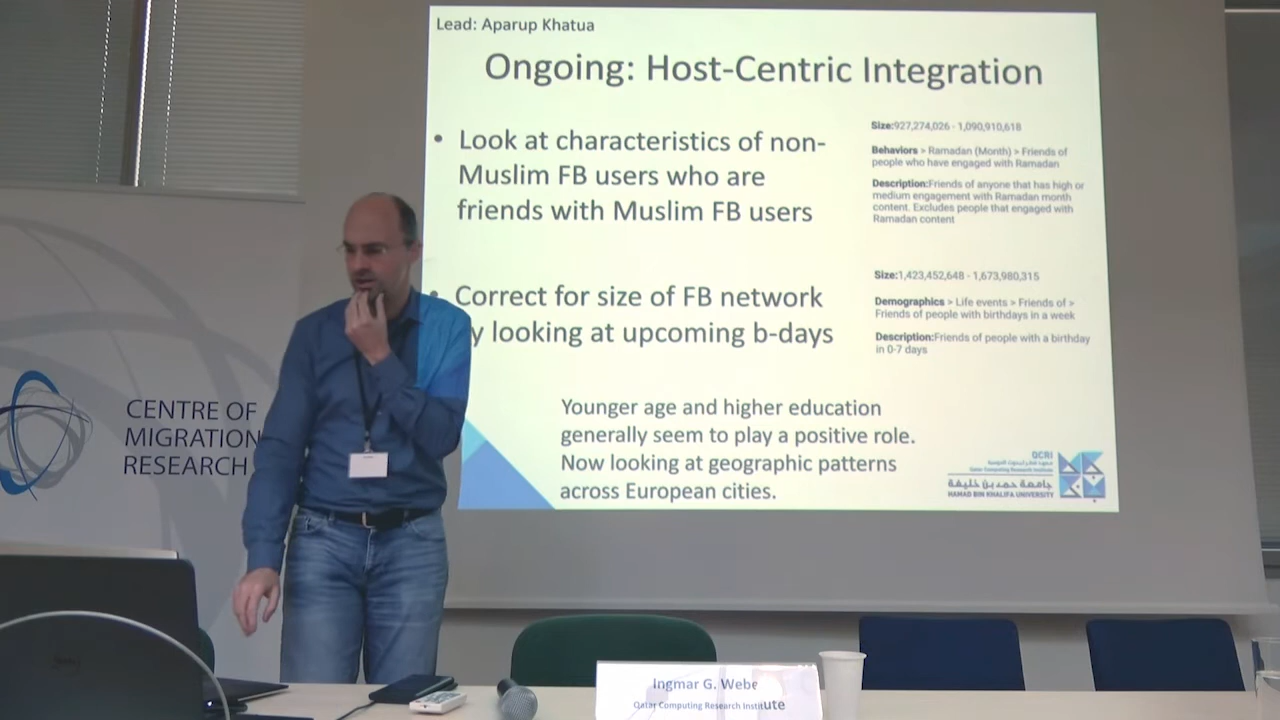 Lead: Aparup Khatua
Ongoing: Host-Centric Integration
• Look at characteristics of non-
Muslim FB users who are
friends with Muslim FB users
• Correct for size of FB network
y looking at upcoming b-days
Younger age and higher education
generally seem to play a positive role.
Now looking at geographic patterns
across European cities.
Size:927,274,026 - 1,090,910,618
Behaviors > Ramadan (Month) > Friends of
people who have engaged with Ramadan
Description:Friends of anyone that has high or
medium engagement with Ramadan month
content. Excludes people that engaged with
Ramadan content
Size:1,423,452,648 - 1,673,980,315
Demographics > Life events > Friends of >
Friends of people with birthdays in a week
Description:Friends of people with a birthday
in 0-7 days
QCRI
Qatar Computing Research Institute
جامعة حمد بن خليفة
HAMAD BIN KHALIFA UNIVERSITY
CENTRE OF
MIGRATION
RESEARCH
Ingmar G. Webe
Qatar Computing Research Institute